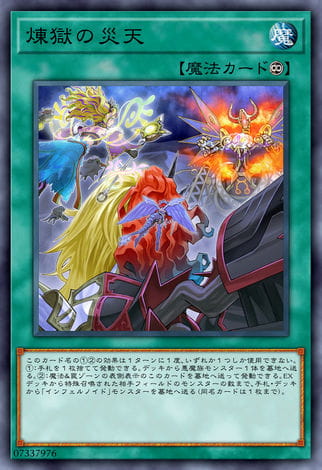 煉獄の災天
魔
【魔法カード】
このカード名の①②の効果は1ターンに1度、いずれか1つしか使用できない。
①:手札を1枚捨てて発動できる。デッキから悪魔族モンスター1体を墓地へ送
る。②:魔法&罠ゾーンの表側表示のこのカードを墓地へ送って発動できる。EX
デッキから特殊召喚された相手フィールドのモンスターの数まで、手札・デッキ
から「インフェルノイド」モンスターを墓地へ送る(同名カードは1枚まで)。
07337976